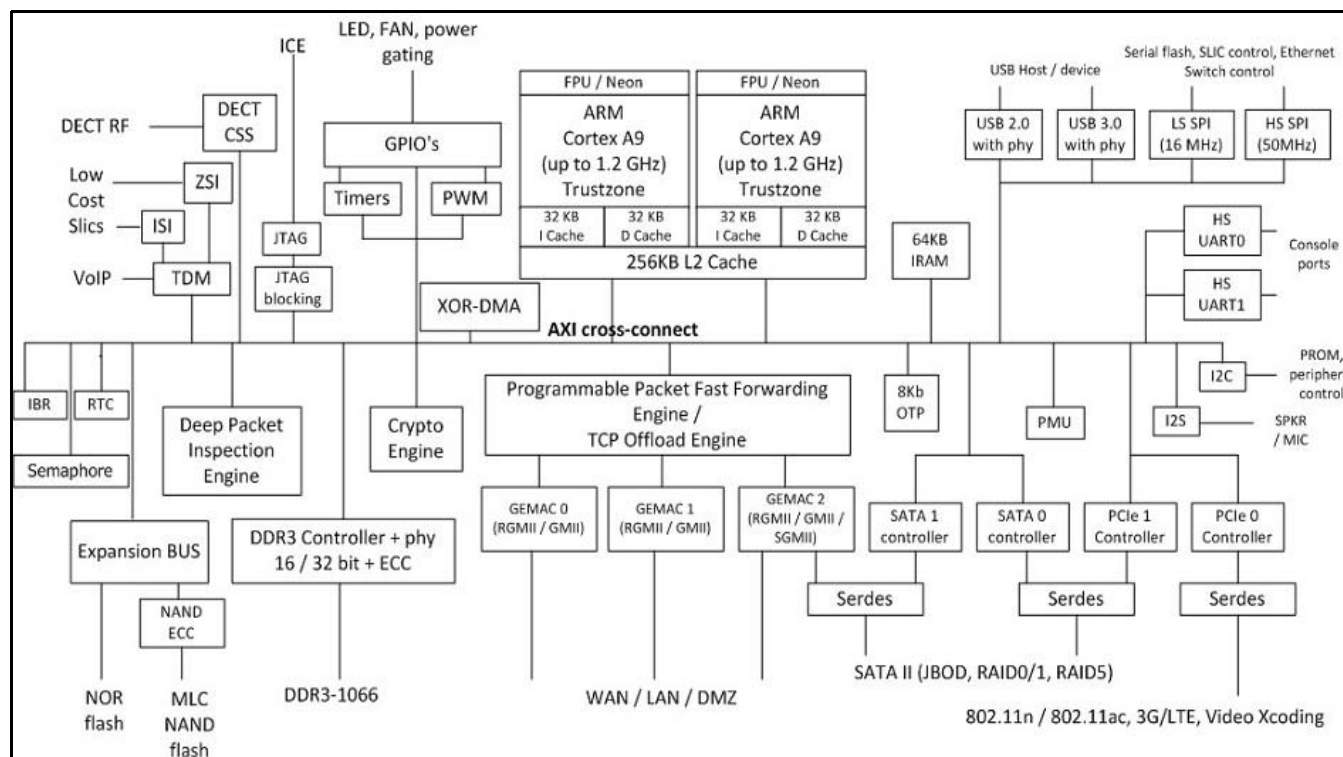 LED, FAN, power
gating
ICE
DECT RF
DECT
CSS
GPIO's
Timers
PWM
Low
Cost
Slics
ZSI
ISI
VoIP
TDM
JTAG
JTAG
blocking
FPU / Neon
ARM
Cortex A9
(up to 1.2 GHz)
Trustzone
32 KB
I Cache
32 KB
D Cache
FPU / Neon
ARM
Cortex A9
(up to 1.2 GHz)
Trustzone
32 KB
I Cache
32 KB
D Cache
256KB L2 Cache
XOR-DMA
64KB
IRAM
USB Host / device
Serial flash, SLIC control, Ethernet
Switch control
USB 2.0
with phy
USB 3.0
with phy
LS SPI
(16 MHz)
HS SPI
(50MHz)
HS
UART0
HS
UART1
Console
ports
AXI cross-connect
IBR
RTC
Semaphore
Deep Packet
Inspection
Engine
Crypto
Engine
Programmable Packet Fast Forwarding
Engine /
TCP Offload Engine
8Kb
OTP
PMU
I2S
I2C
PROM,
peripher
control
SPKR
/ MIC
Expansion BUS
DDR3 Controller + phy
16 / 32 bit + ECC
GEMAC 0
(RGMII / GMII)
GEMAC 1
(RGMII / GMII)
GEMAC 2
(RGMII / GMII /
SGMII)
SATA 1
controller
SATA 0
controller
PCIe 1
Controller
PCIe 0
Controller
NAND
ECC
Serdes
Serdes
Serdes
NOR
flash
MLC
NAND
flash
DDR3-1066
WAN / LAN / DMZ
SATA II (JBOD, RAID0/1, RAID5)
802.11n / 802.11ac, 3G/LTE, Video Xcoding